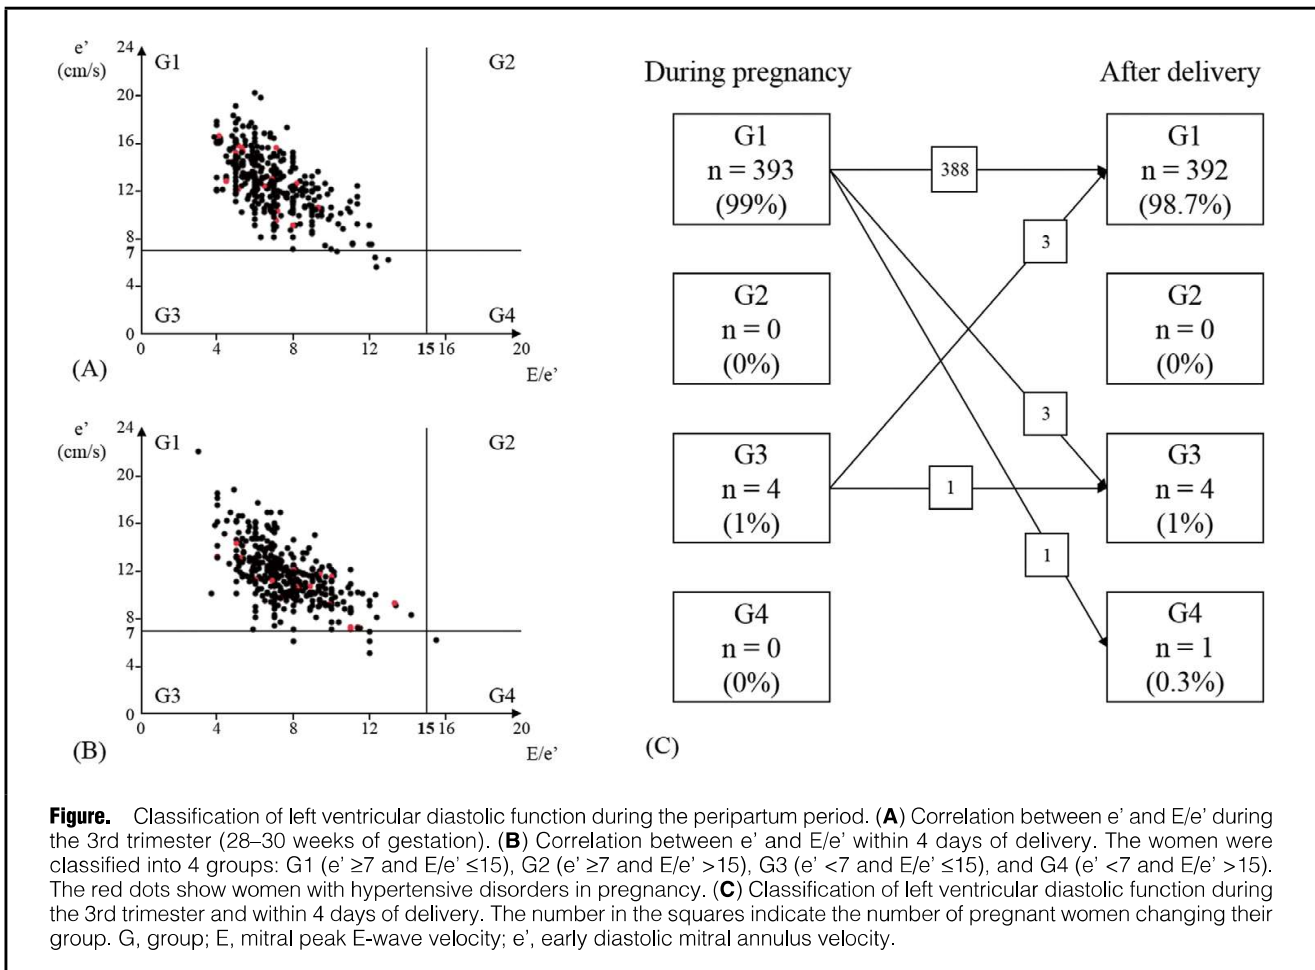 e’
(cm/s)
24
20
16
12
8
7
4
0
G1
G2
G3
G4
0
4
8
12
15
16
20
E/e’
(A)
e’
(cm/s)
24
20
16
12
8
7
4
0
G1
G2
G3
G4
0
4
8
12
15
16
20
E/e’
(B)
During pregnancy
After delivery
G1
n = 393
(99%)
G2
n = 0
(0%)
G3
n = 4
(1%)
G4
n = 0
(0%)
388
3
3
1
1
G1
n = 392
(98.7%)
G2
n = 0
(0%)
G3
n = 4
(1%)
G4
n = 1
(0.3%)
(C)
Figure. Classification of left ventricular diastolic function during the peripartum period. (A) Correlation between e’ and E/e’ during
the 3rd trimester (28–30 weeks of gestation). (B) Correlation between e’ and E/e’ within 4 days of delivery. The women were
classified into 4 groups: G1 (e’ ≥7 and E/e’ ≤15), G2 (e’ ≥7 and E/e’ >15), G3 (e’ <7 and E/e’ ≤15), and G4 (e’ <7 and E/e’ >15).
The red dots show women with hypertensive disorders in pregnancy. (C) Classification of left ventricular diastolic function during
the 3rd trimester and within 4 days of delivery. The number in the squares indicate the number of pregnant women changing their
group. G, group; E, mitral peak E-wave velocity; e’, early diastolic mitral annulus velocity.